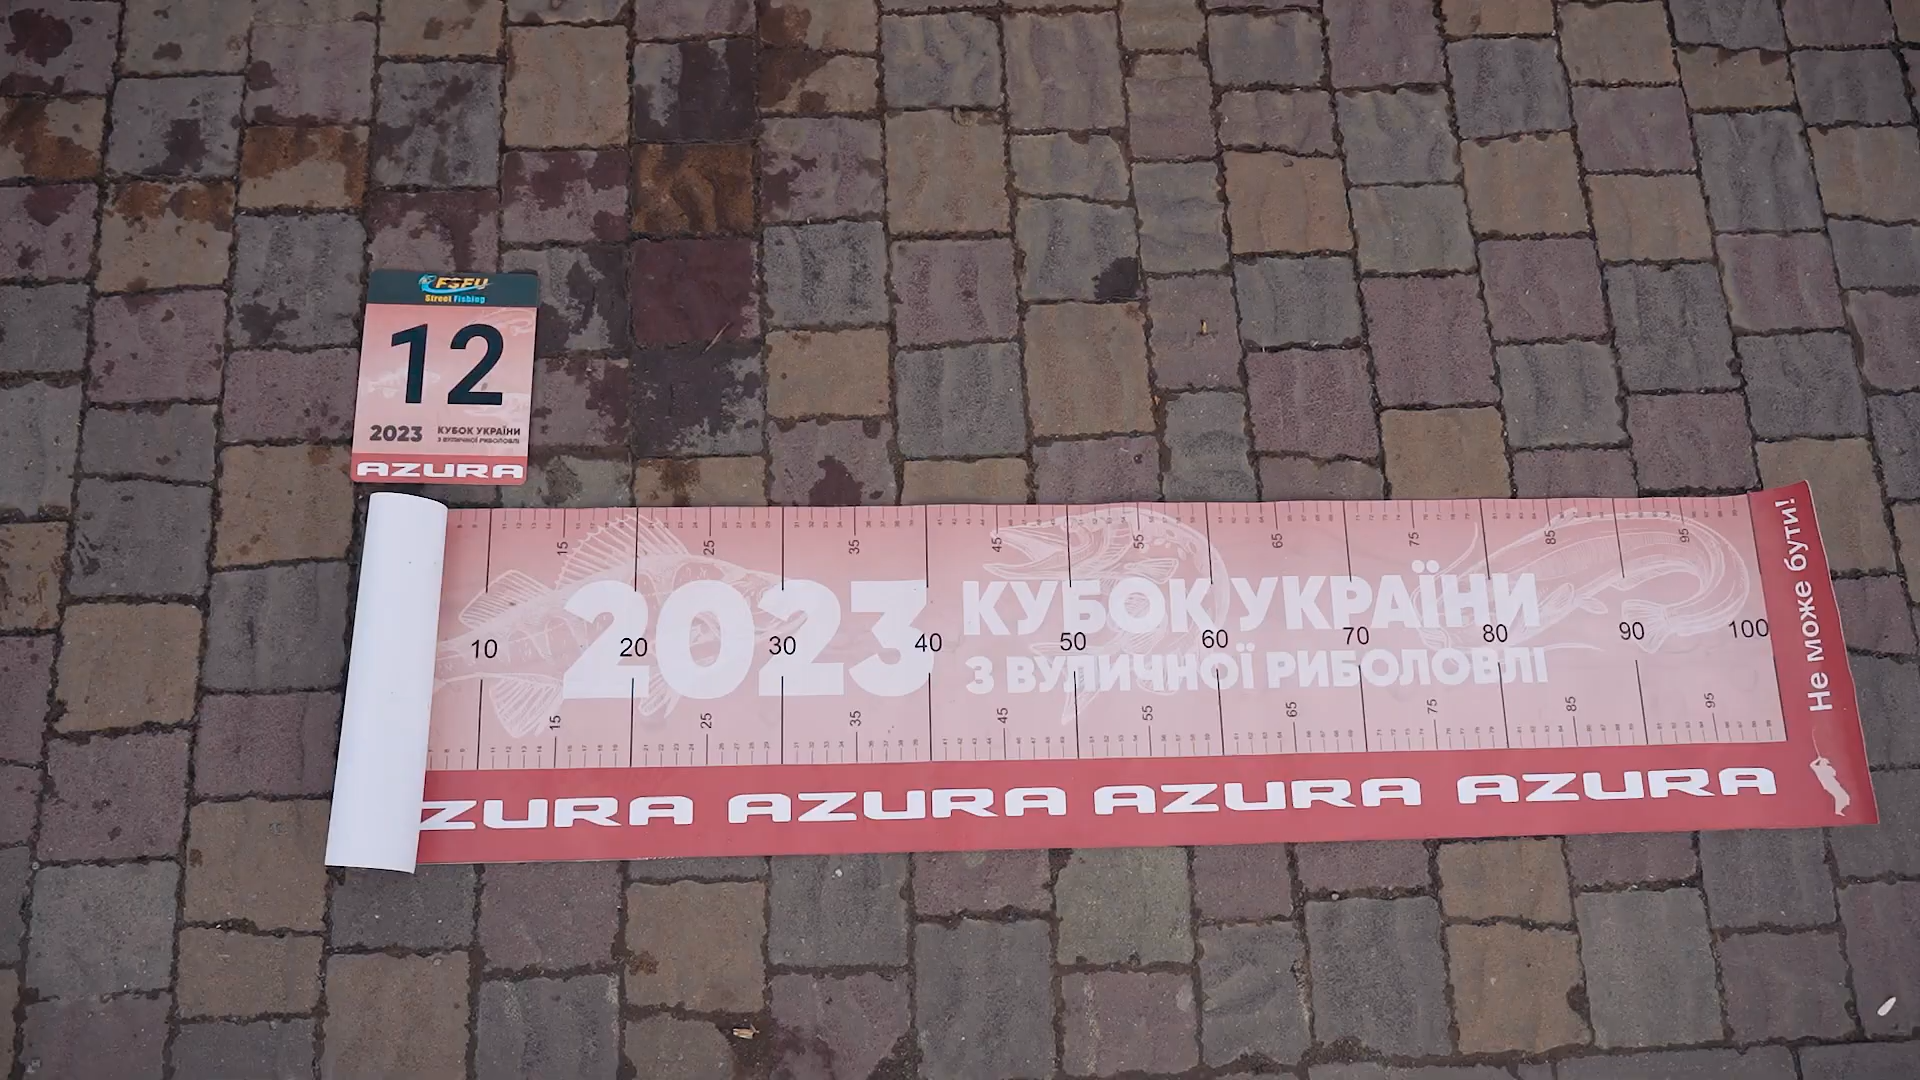 FSFU
Street Fishing
12
2023 КУБОК УКРАЇНИ
З ВУЛИЧНОЇ РИБОЛОВЛІ
AZURA
15 25 35 45 55 65 75 85 95
2023 КУБОК УКРАЇНИ
З ВУЛИЧНОЇ РИБОЛОВЛІ
10 20 30 40 50 60 70 80 90 100
15 25 35 45 55 65 75 85 95
Не може бути!
ZURA AZURA AZURA AZURA